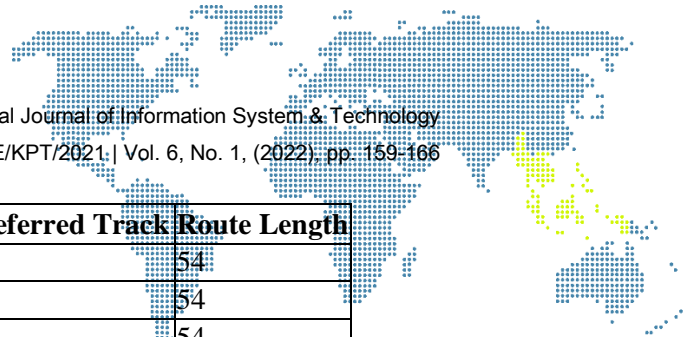 al Journal of Information System & Technology
E/KPT/2021 | Vol. 6, No. 1, (2022), pp. 159-166
eferred Track Route Length
54
54
54